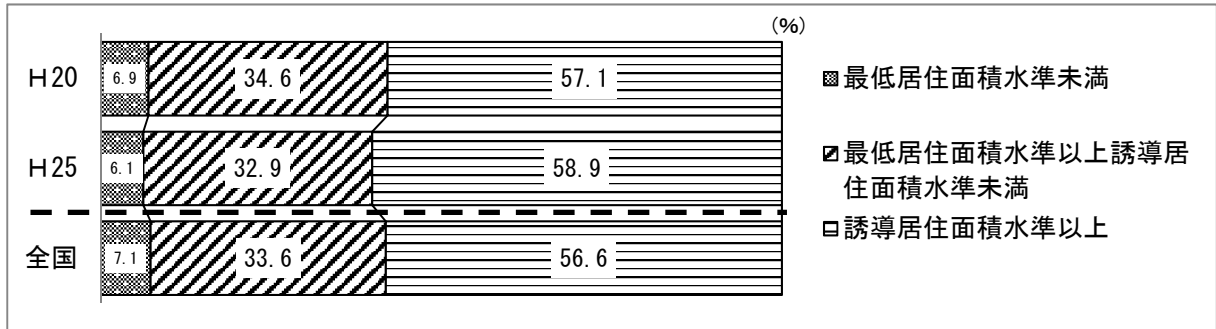 (%)
H20 6.9 34.6 57.1
H25 6.1 32.9 58.9
全国 7.1 33.6 56.6
最低居住面積水準未満
最低居住面積水準以上誘導居
住面積水準未満
誘導居住面積水準以上